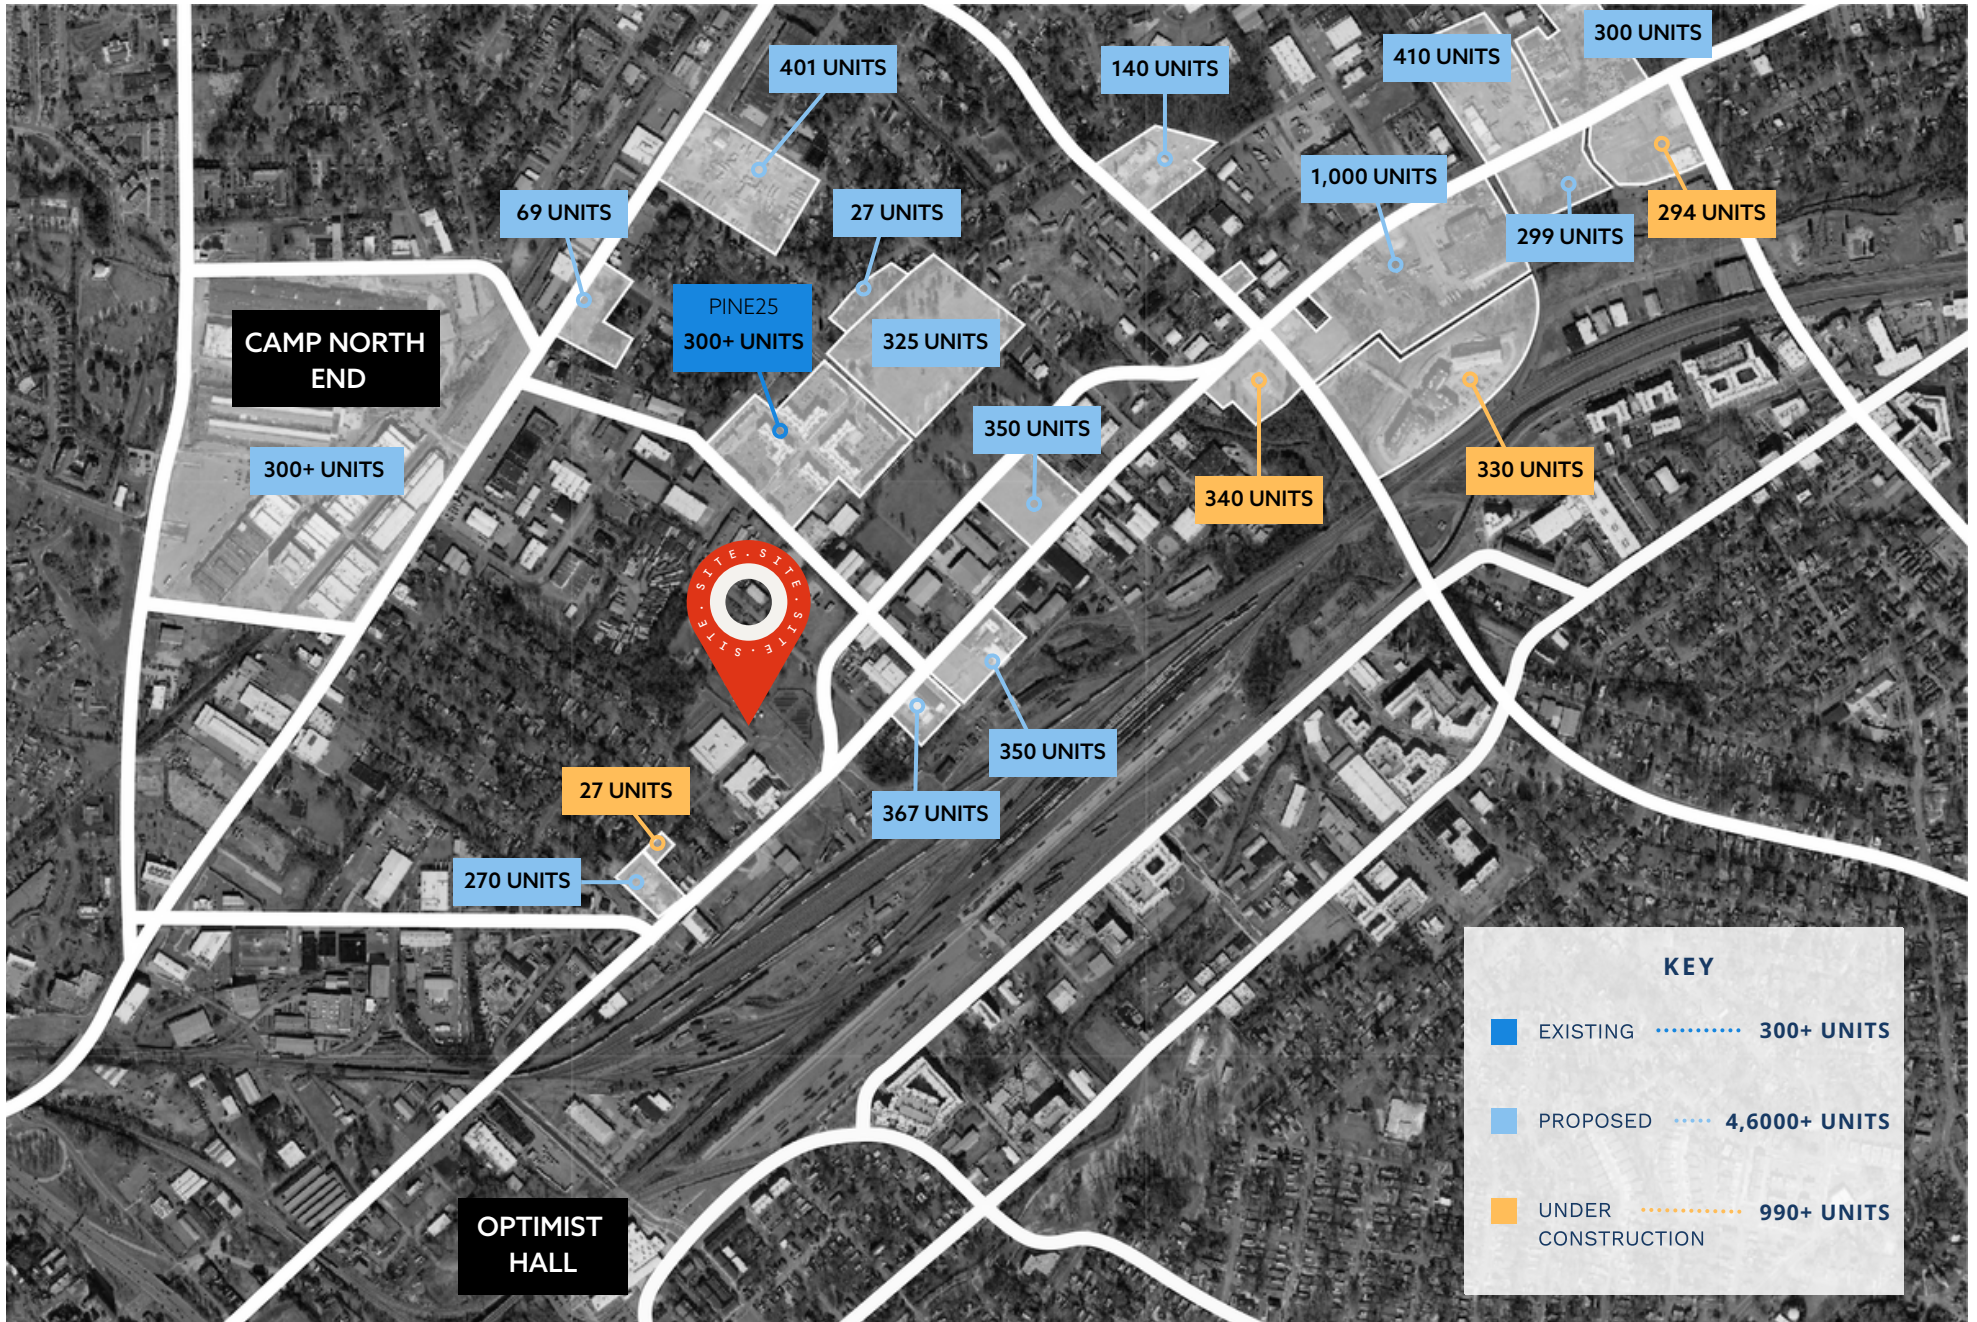 300 UNITS
401 UNITS
140 UNITS
410 UNITS
1,000 UNITS
69 UNITS
27 UNITS
294 UNITS
299 UNITS
PINE25
300+ UNITS
325 UNITS
CAMP NORTH
END
350 UNITS
300+ UNITS
330 UNITS
340 UNITS
SITE · SITE · SITE · SITE · SITE ·
350 UNITS
27 UNITS
367 UNITS
270 UNITS
OPTIMIST
HALL
KEY
EXISTING 300+ UNITS
PROPOSED 4,6000+ UNITS
UNDER 990+ UNITS
CONSTRUCTION